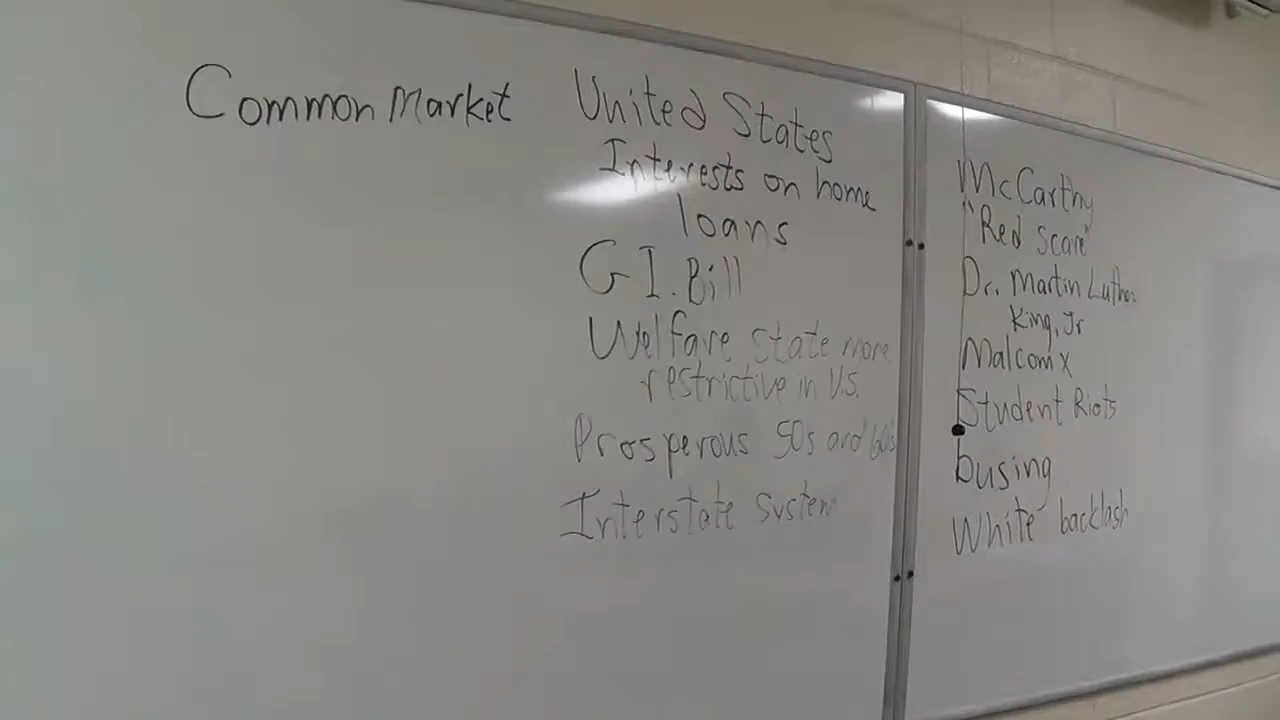 Common Market
United States
Interests on home
loans
G I. Bill
Welfare state more
restrictive in U.S.
Prosperous 50s and 60s
Interstate System
McCarthy
"Red Scare"
Dr. Martin Luther
King, Jr
Malcom X
Student Riots
busing
White backlash